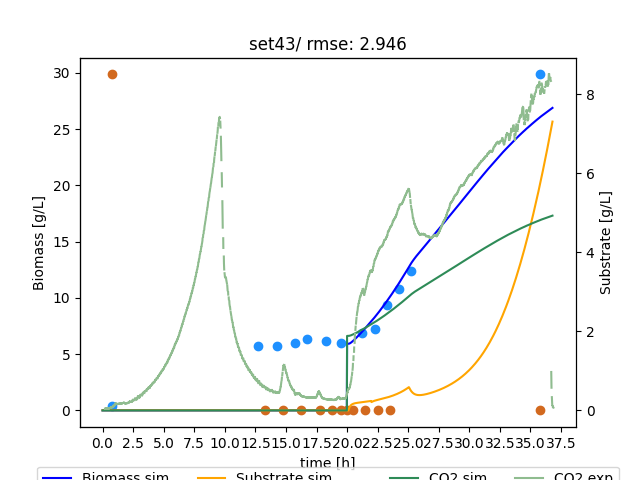 set43/ rmse: 2.946
30
25
20
15
10
5
0
Biomass [g/L]
8
6
4
2
0
Substrate [g/L]
0.0 2.5 5.0 7.5 10.0 12.5 15.0 17.5 20.0 22.5 25.0 27.5 30.0 32.5 35.0 37.5
time [h]
Biomass sim Substrate sim CO2 sim CO2 exp